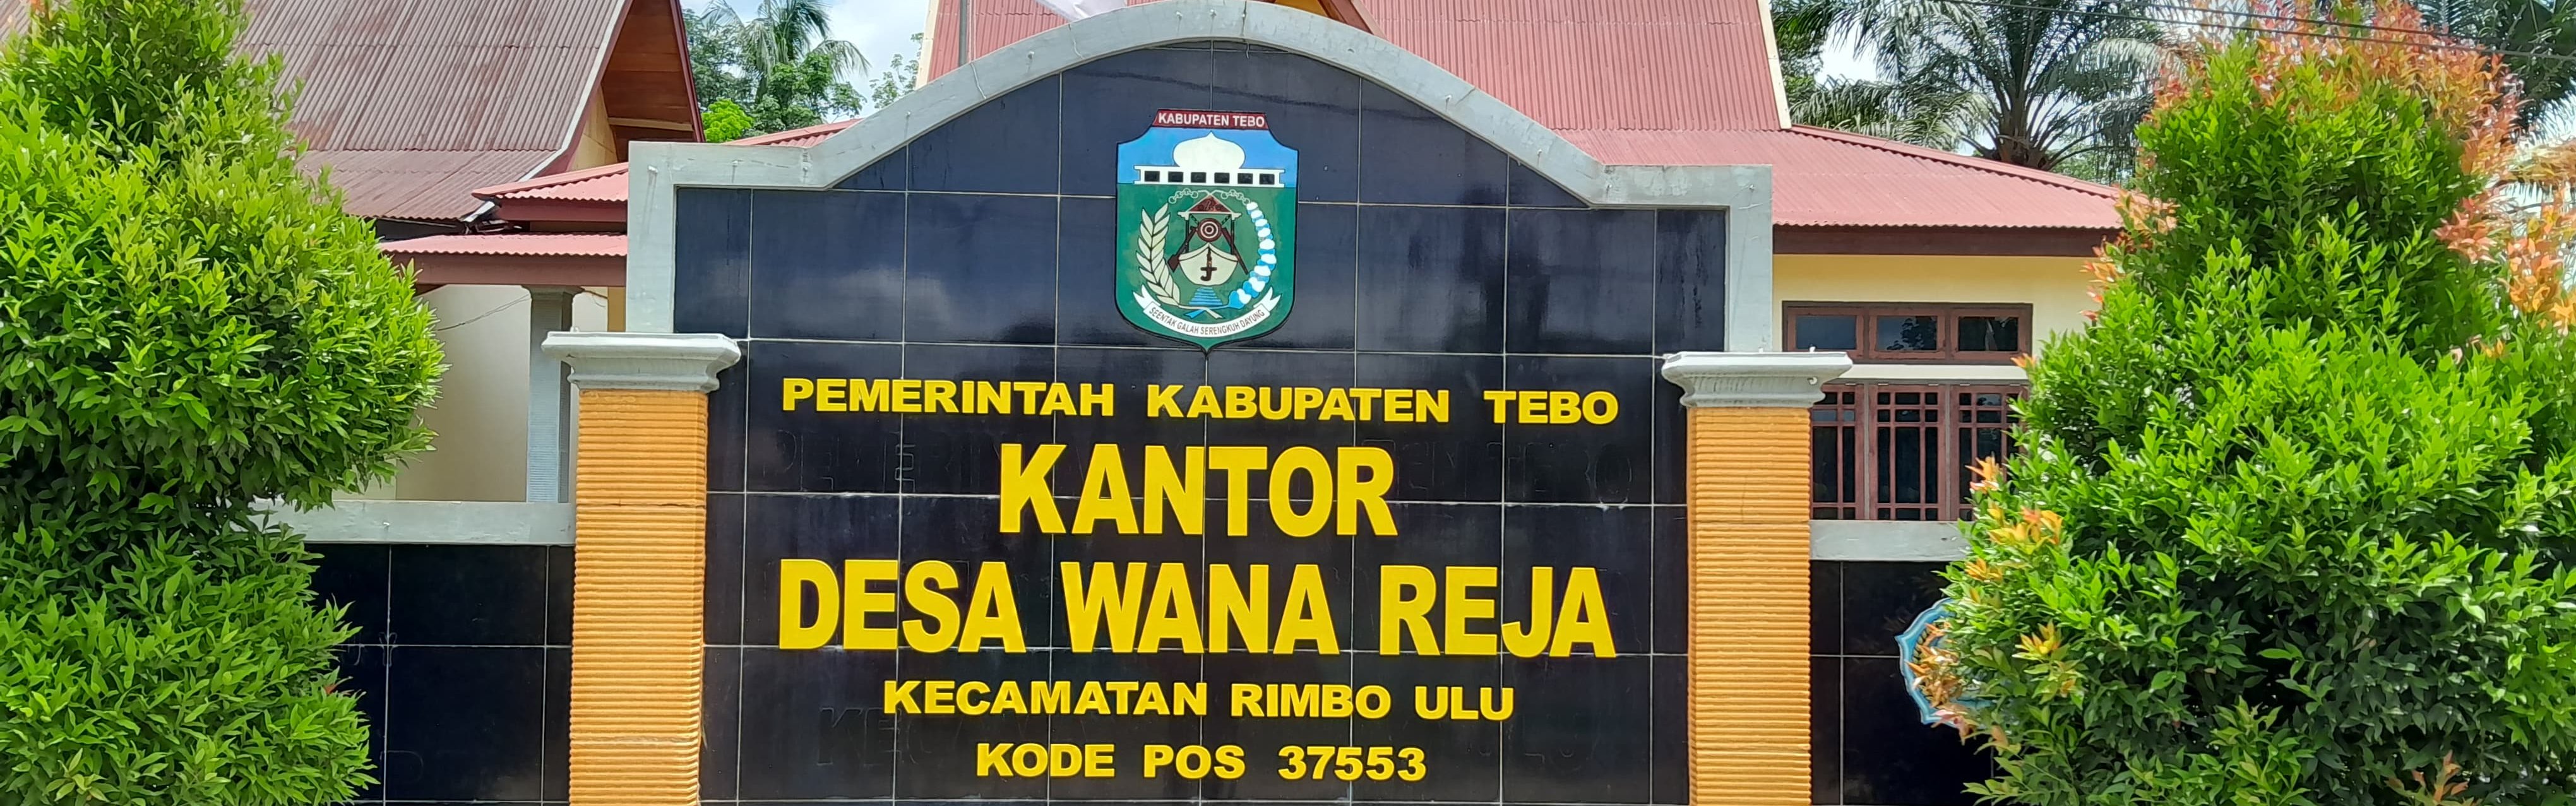 KABUPATEN TEBO
SEENTAK GALAH SERENGKUH DAYUNG
PEMERINTAH KABUPATEN TEBO
KANTOR
DESA WANA REJA
KECAMATAN RIMBO ULU
KODE POS 37553